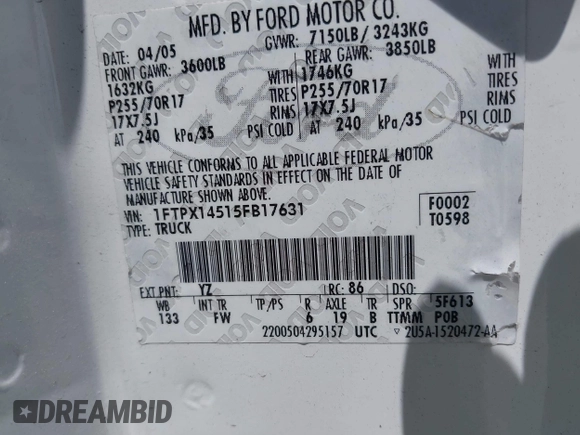 MFD. BY FORD MOTOR CO.
DATE: 04/05 GVWR: 7150LB/ 3243KG
FRONT GAWR: 3600LB REAR GAWR: 3850LB
1632KG WITH 1746KG WITH
P255/70R17 TIRES P255/70R17 TIRES
17X7.5J RIMS 17X7.5J RIMS
AT 240 kPa/35 PSI COLD AT 240 kPa/35 PSI COLD
THIS VEHICLE CONFORMS TO ALL APPLICABLE FEDERAL MOTOR
VEHICLE SAFETY STANDARDS IN EFFECT ON THE DATE OF
MANUFACTURE SHOWN ABOVE.
VIN: 1FTPX14515FB17631 F0002
TYPE: TRUCK T0598
EXT PNT: YZ RC: 86 DSO:
WB INT TR TP/PS R AXLE TR SPR 5F613
133 FW 6 19 B TTMM POB
2200504295157 UTC 2U5A-1520472-AA
DREAMBID